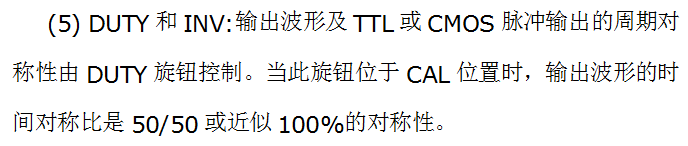 (5) DUTY 和 INV:输出波形及 TTL 或 CMOS 脉冲输出的周期对
称性由 DUTY 旋钮控制。当此旋钮位于 CAL 位置时，输出波形的时
间对称比是 50/50 或近似 100%的对称性。